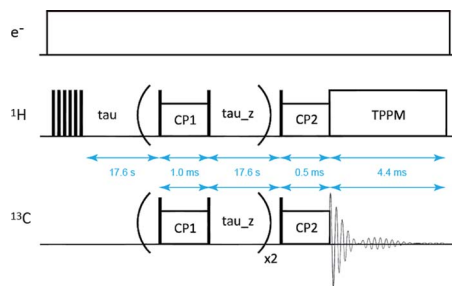 e-
1H
tau
CP1
tau_z
CP2
TPPM
17.6 s
1.0 ms
17.6 s
0.5 ms
4.4 ms
13C
CP1
tau_z
CP2
x2